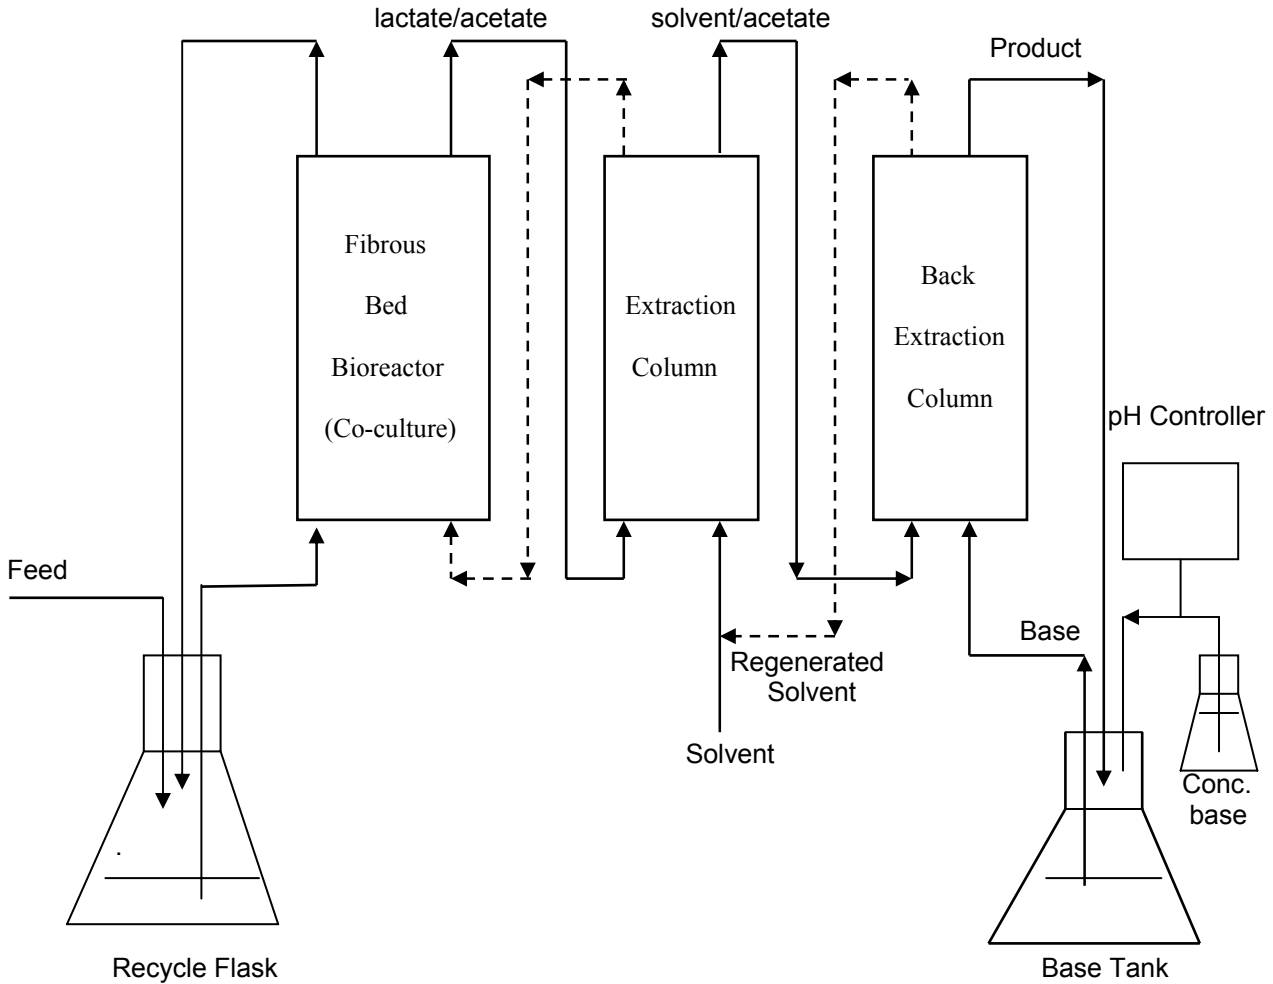 lactate/acetate
solvent/acetate
Product
Fibrous
Bed
Bioreactor
(Co-culture)
Extraction
Column
Back
Extraction
Column
pH Controller
Feed
Base
Regenerated
Solvent
Solvent
Conc.
base
Recycle Flask
Base Tank